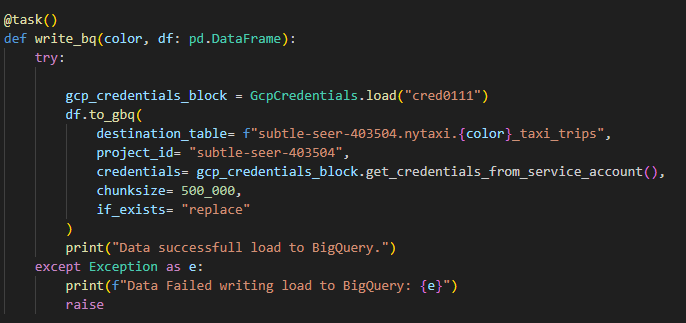 @task()
def write_bq(color, df: pd.DataFrame):
    try:
        gcp_credentials_block = GcpCredentials.load("cred0111")
        df.to_gbq(
            destination_table= f"subtle-seer-403504.nytaxi.{color}_taxi_trips",
            project_id= "subtle-seer-403504",
            credentials= gcp_credentials_block.get_credentials_from_service_account(),
            chunksize= 500_000,
            if_exists= "replace"
        )
        print("Data successfull load to BigQuery.")
    except Exception as e:
        print(f"Data Failed writing load to BigQuery: {e}")
        raise